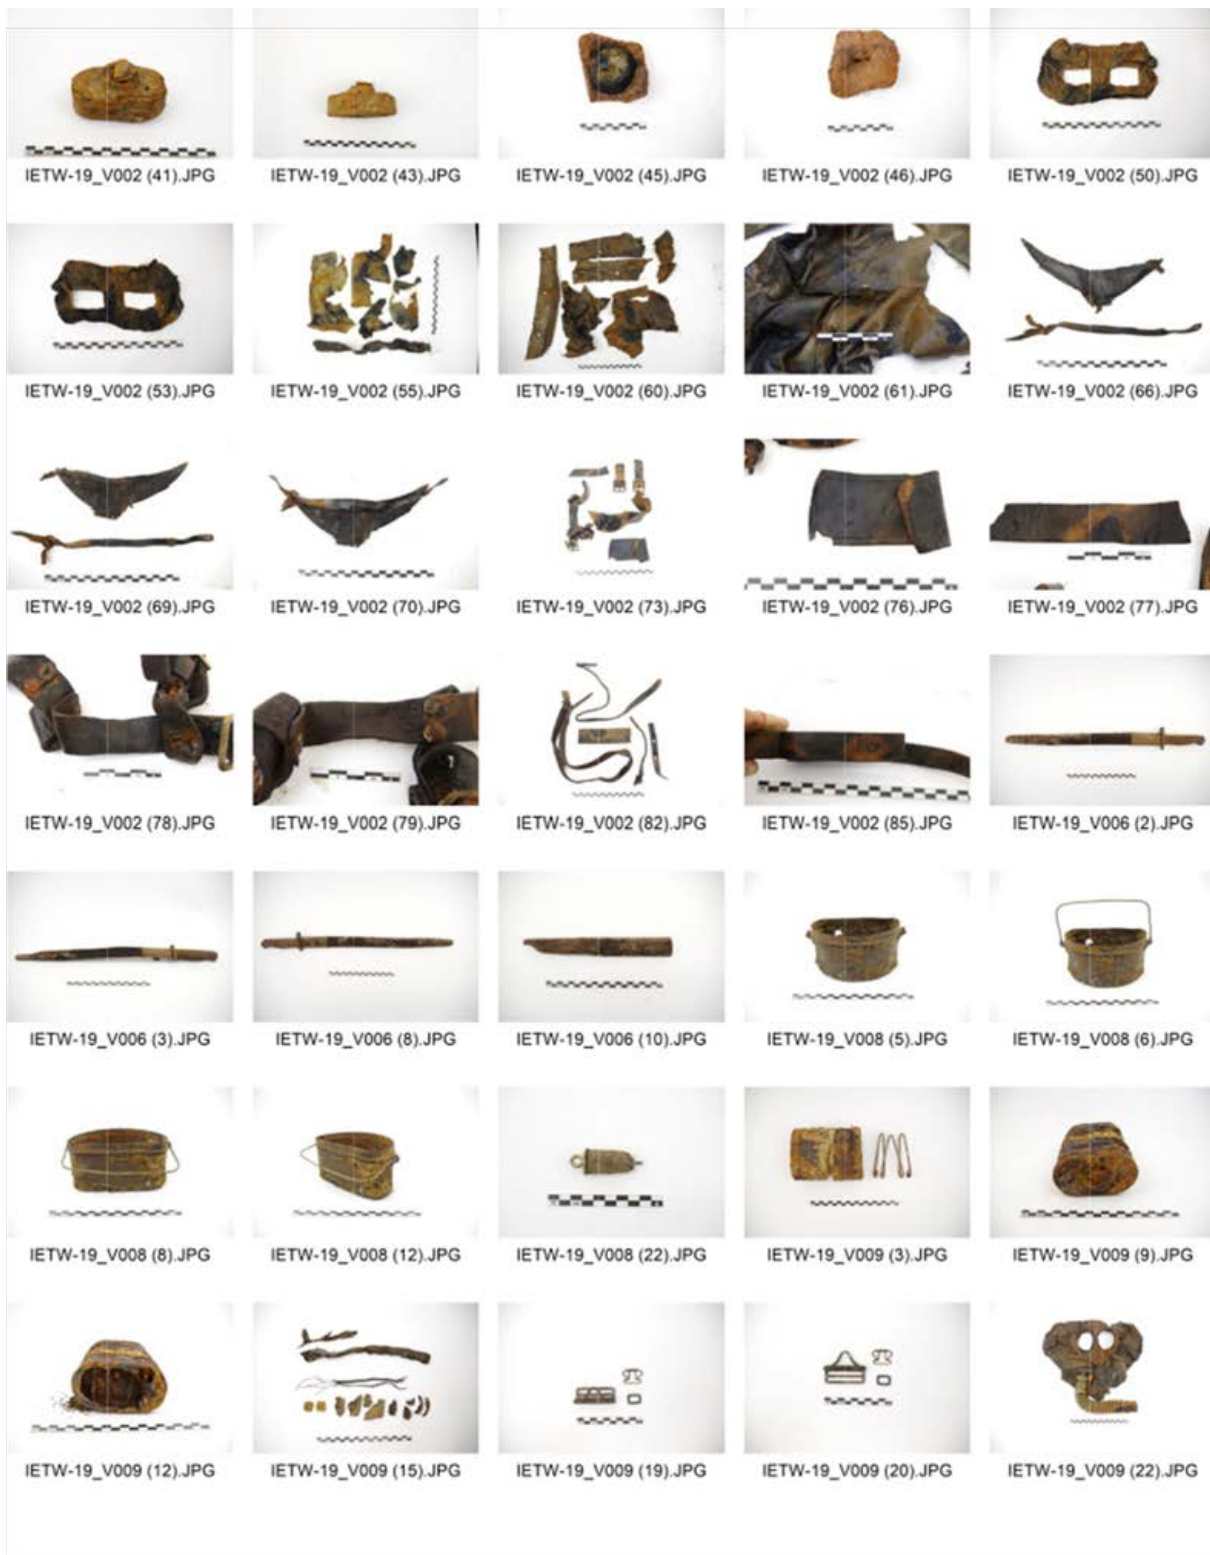 IETW-19_V002 (41).JPG IETW-19_V002 (43).JPG IETW-19_V002 (45).JPG IETW-19_V002 (46).JPG IETW-19_V002 (50).JPG
IETW-19_V002 (53).JPG IETW-19_V002 (55).JPG IETW-19_V002 (60).JPG IETW-19_V002 (61).JPG IETW-19_V002 (66).JPG
IETW-19_V002 (69).JPG IETW-19_V002 (70).JPG IETW-19_V002 (73).JPG IETW-19_V002 (76).JPG IETW-19_V002 (77).JPG
IETW-19_V002 (78).JPG IETW-19_V002 (79).JPG IETW-19_V002 (82).JPG IETW-19_V002 (85).JPG IETW-19_V006 (2).JPG
IETW-19_V006 (3).JPG IETW-19_V006 (8).JPG IETW-19_V006 (10).JPG IETW-19_V008 (5).JPG IETW-19_V008 (6).JPG
IETW-19_V008 (8).JPG IETW-19_V008 (12).JPG IETW-19_V008 (22).JPG IETW-19_V009 (3).JPG IETW-19_V009 (9).JPG
IETW-19_V009 (12).JPG IETW-19_V009 (15).JPG IETW-19_V009 (19).JPG IETW-19_V009 (20).JPG IETW-19_V009 (22).JPG